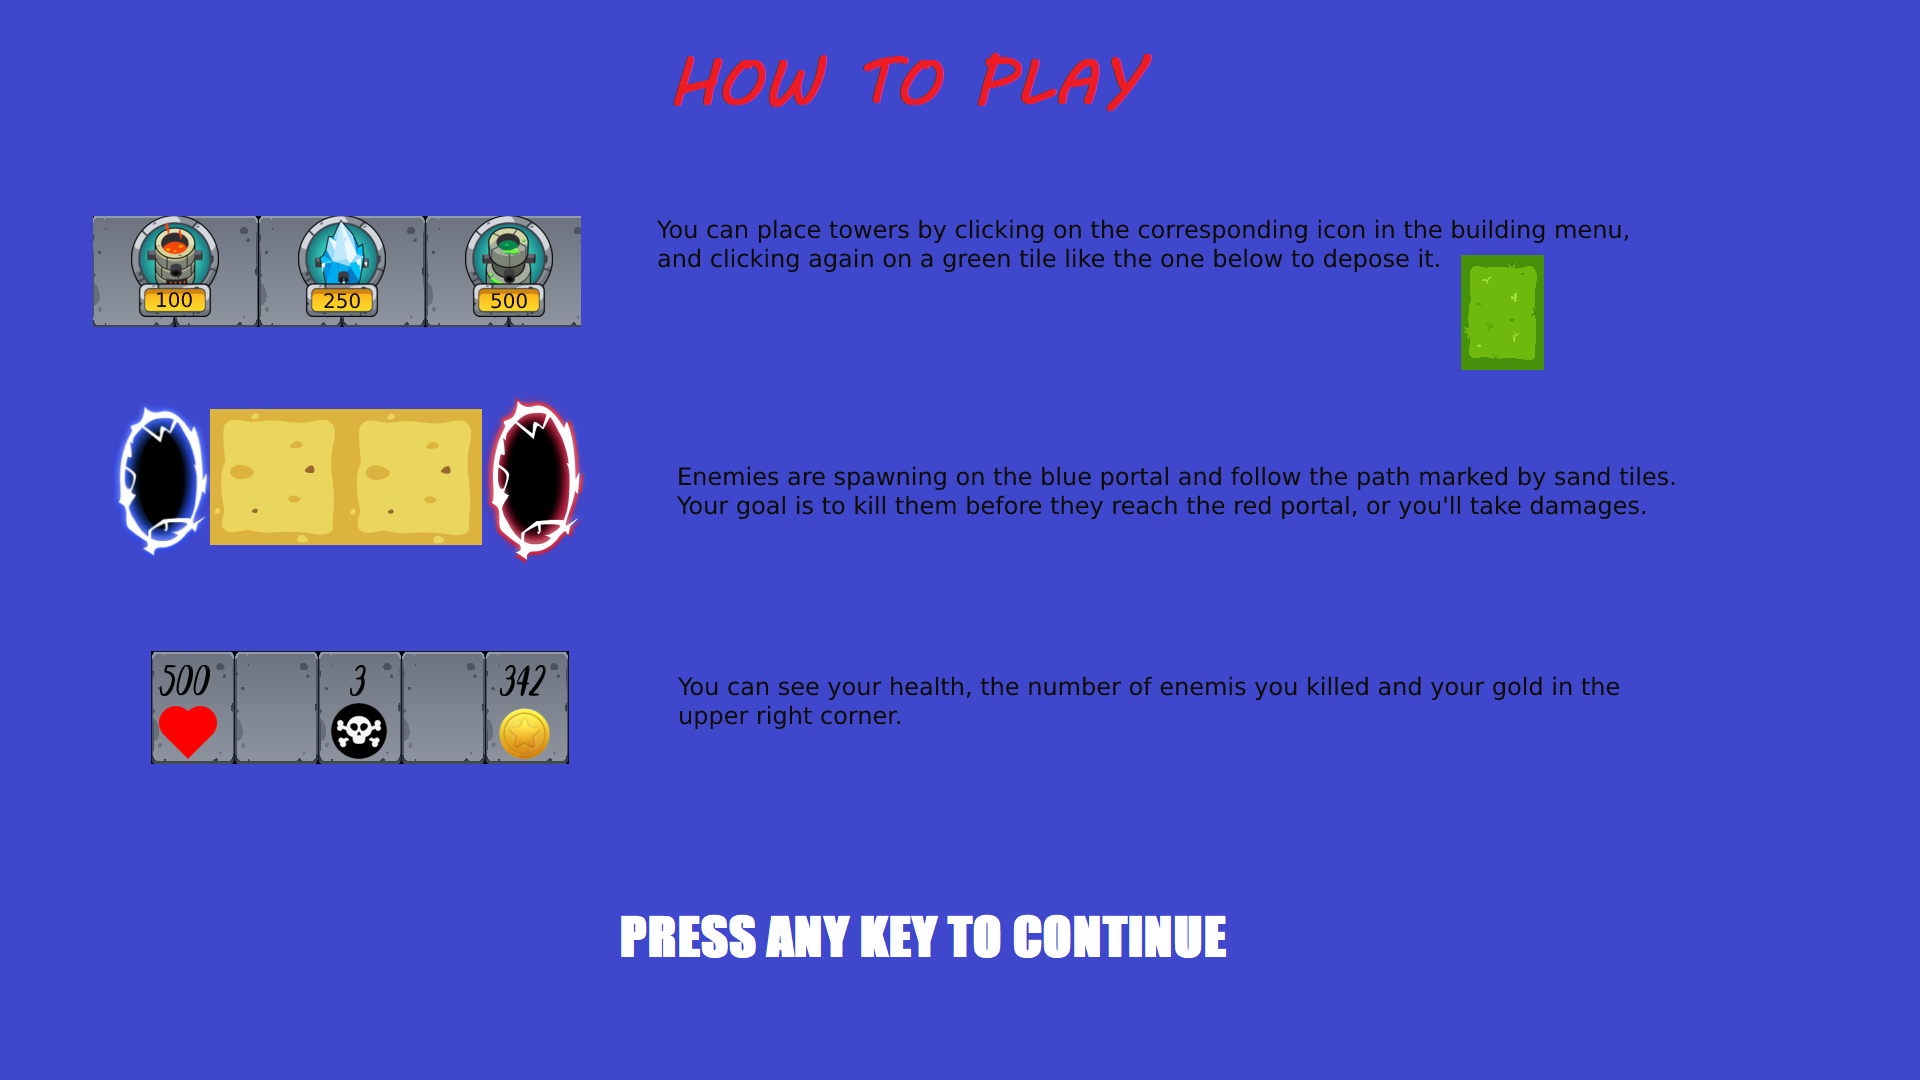 HOW TO PLAY
You can place towers by clicking on the corresponding icon in the building menu,
and clicking again on a green tile like the one below to depose it.
100 250 500
Enemies are spawning on the blue portal and follow the path marked by sand tiles.
Your goal is to kill them before they reach the red portal, or you'll take damages.
500 3 342
You can see your health, the number of enemis you killed and your gold in the
upper right corner.
PRESS ANY KEY TO CONTINUE